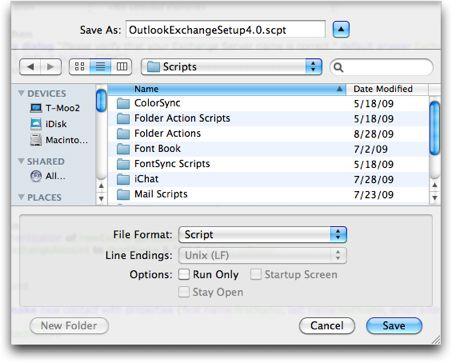 Save As: OutlookExchangeSetup4.0.scpt
Scripts
DEVICES
T-Moo2
iDisk
Macinto...
SHARED
All...
PLACES
Name Date Modified
ColorSync 5/18/09
Folder Action Scripts 5/18/09
Folder Actions 8/28/09
Font Book 7/2/09
FontSync Scripts 5/18/09
iChat 7/28/09
Mail Scripts 7/23/09
File Format: Script
Line Endings: Unix (LF)
Options: Run Only Startup Screen
Stay Open
New Folder Cancel Save